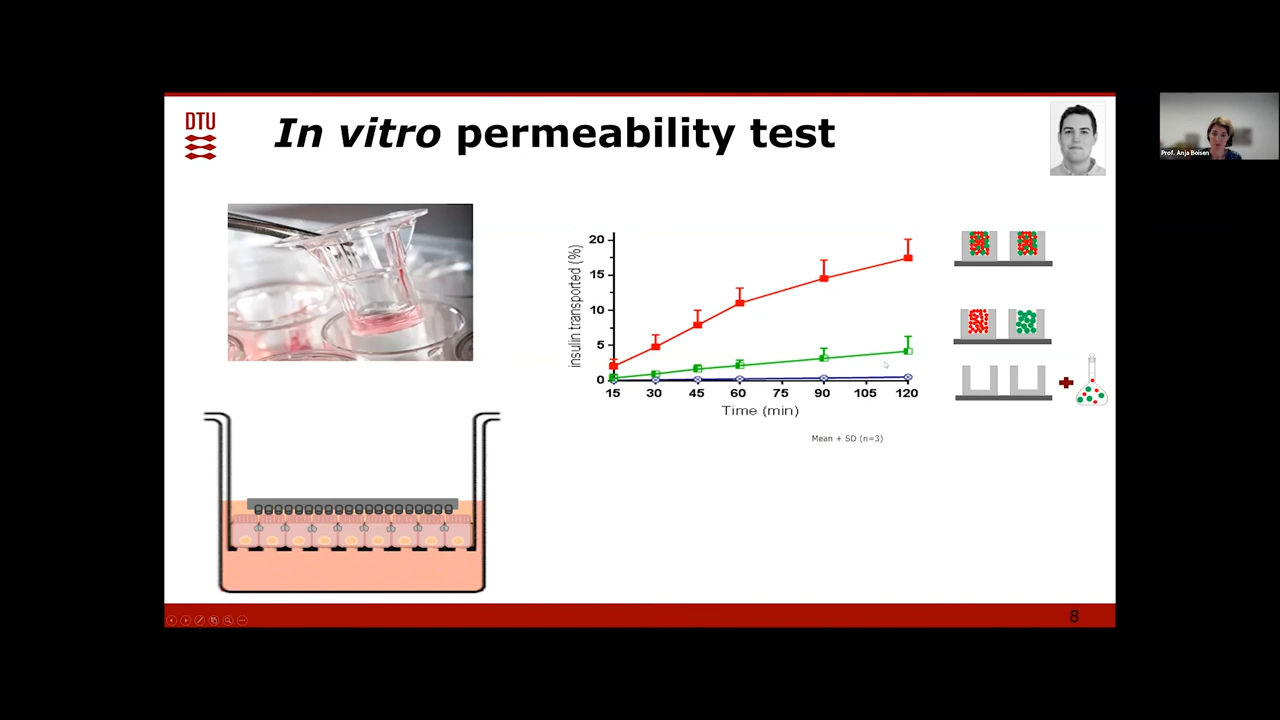 DTU
In vitro permeability test
Prof. Anja Boisen
insulin transported (%)
20
15
10
5
0
15 30 45 60 75 90 105 120
Time (min)
Mean + SD (n=3)
8